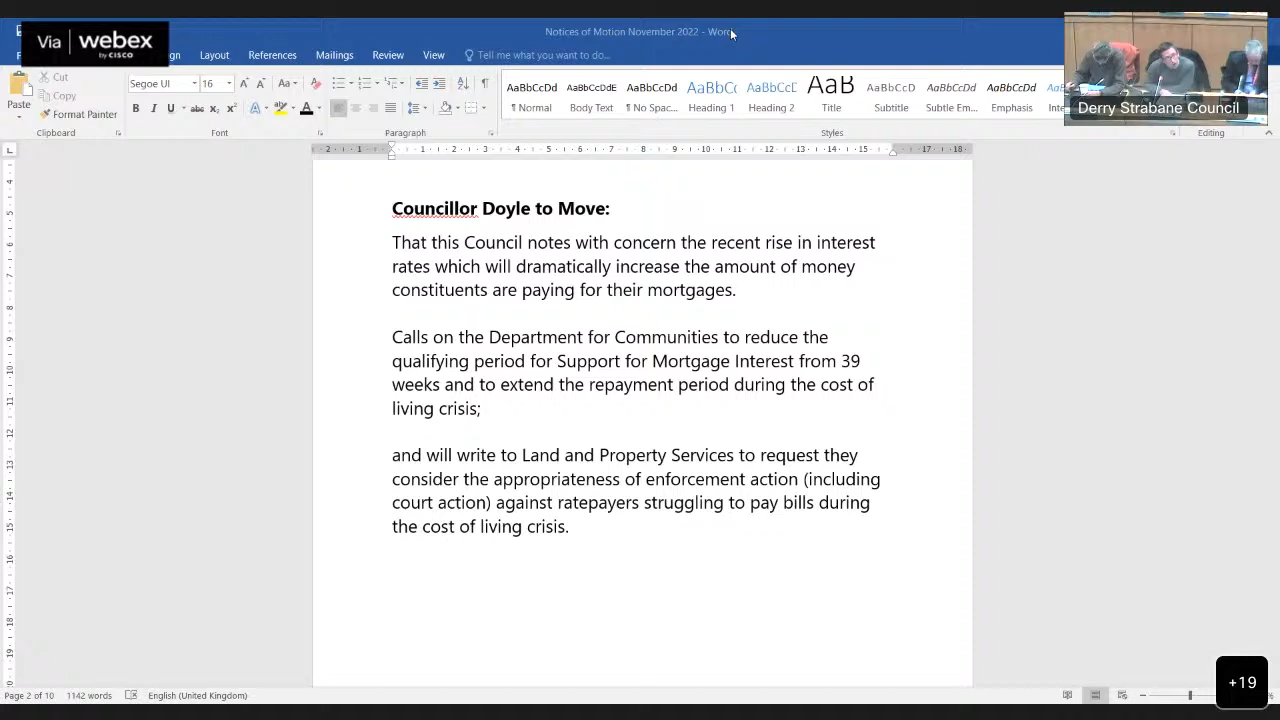 Via webex
by CISCO
Notices of Motion November 2022 - Word
Layout References Mailings Review View Tell me what you want to do...
Cut
Copy
Paste
Format Painter
Segoe UI 16
AaBbCcDd AaBbCcDdE AaBbCcDd AaBbCc AaBbCcD AaB AaBbCcD AaBbCcDd AaBbCcDd
¶ Normal Body Text ¶ No Spac... Heading 1 Heading 2 Title Subtitle Subtle Em... Emphasis
Font Paragraph Styles Editing
Derry Strabane Council
Councillor Doyle to Move:
That this Council notes with concern the recent rise in interest
rates which will dramatically increase the amount of money
constituents are paying for their mortgages.
Calls on the Department for Communities to reduce the
qualifying period for Support for Mortgage Interest from 39
weeks and to extend the repayment period during the cost of
living crisis;
and will write to Land and Property Services to request they
consider the appropriateness of enforcement action (including
court action) against ratepayers struggling to pay bills during
the cost of living crisis.
Page 2 of 10 1142 words English (United Kingdom)
+19